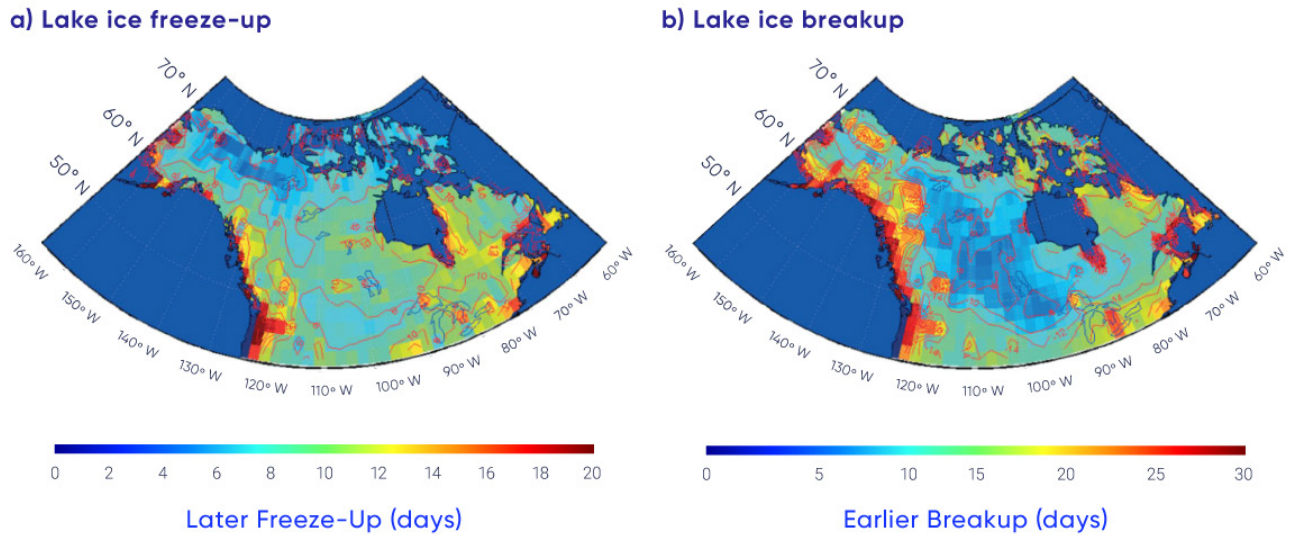 a) Lake ice freeze-up
70° N
60° N
50° N
160° W
150° W
140° W
130° W
120° W
110° W
100° W
90° W
80° W
70° W
60° W
0 2 4 6 8 10 12 14 16 18 20
Later Freeze-Up (days)
b) Lake ice breakup
70° N
60° N
50° N
160° W
150° W
140° W
130° W
120° W
110° W
100° W
90° W
80° W
70° W
60° W
0 5 10 15 20 25 30
Earlier Breakup (days)